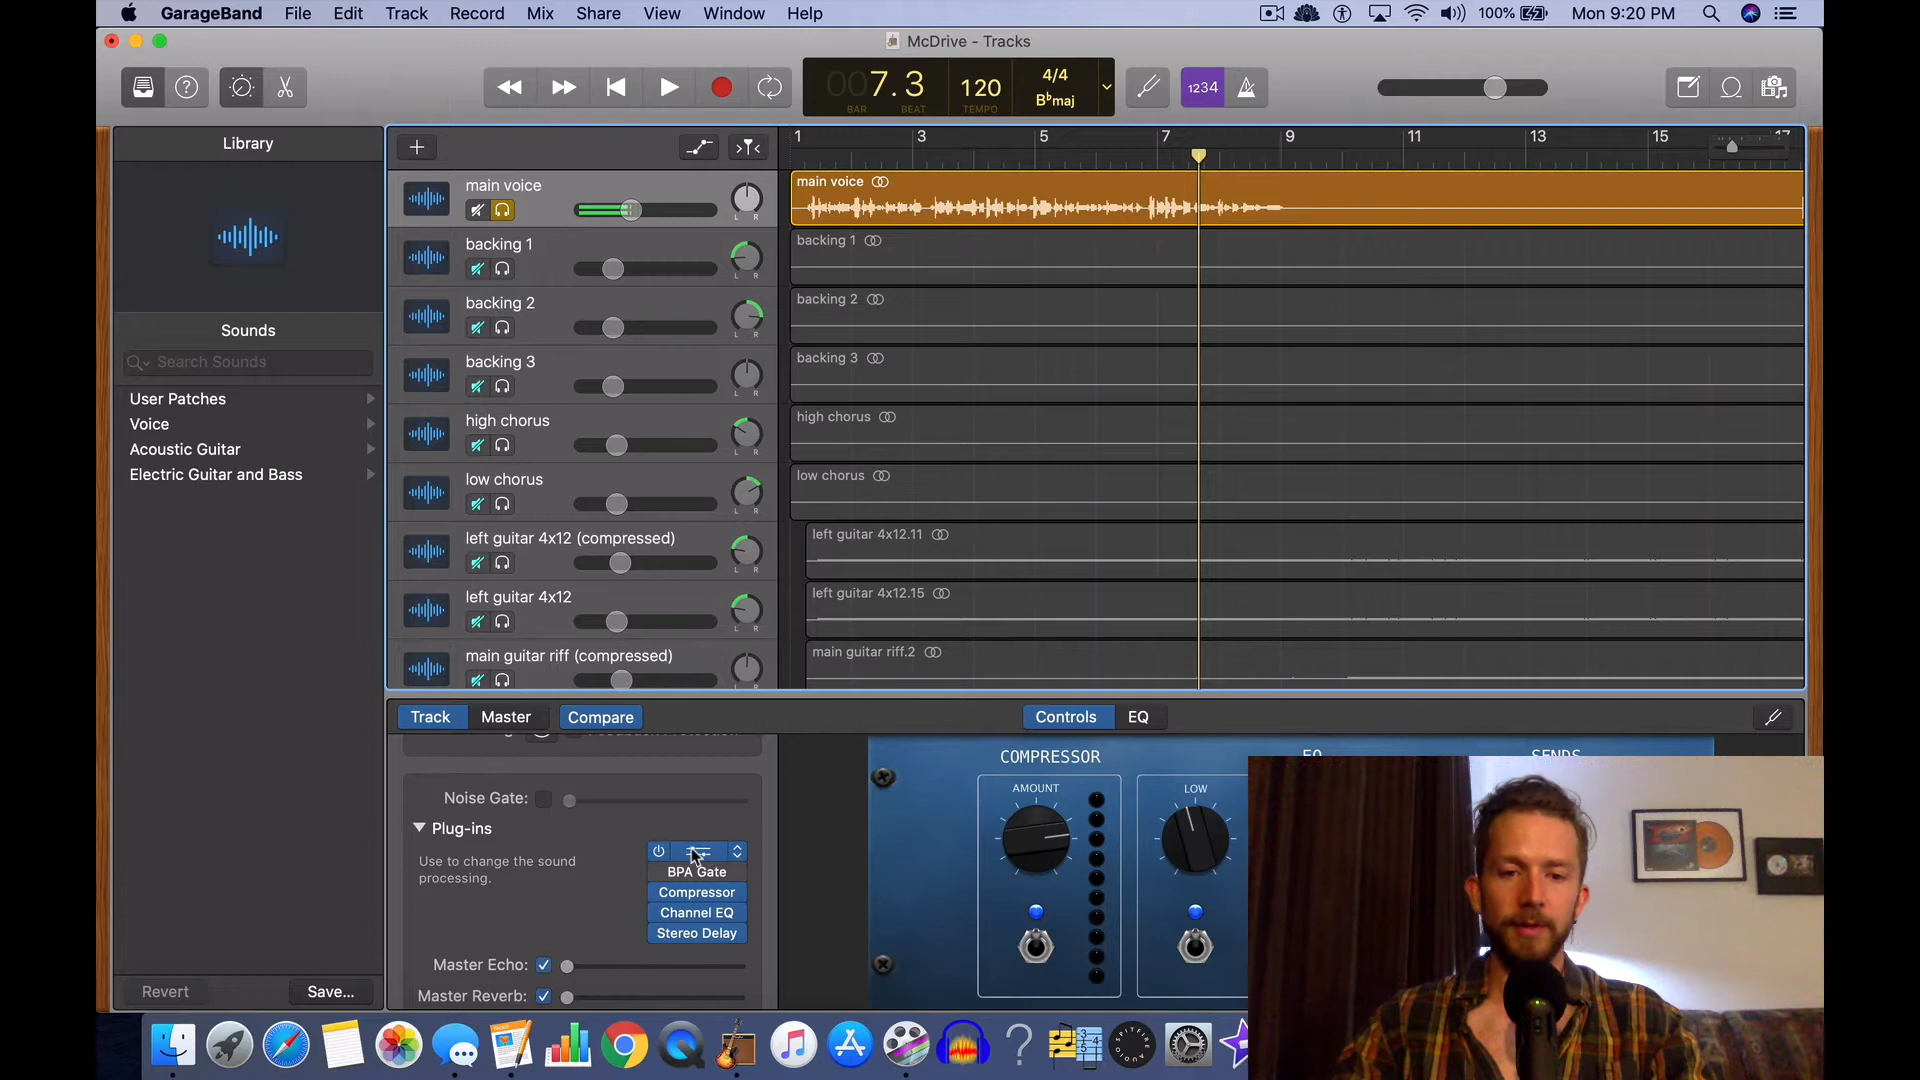 GarageBand File Edit Track Record Mix Share View Window Help 100% Mon 9:20 PM
McDrive - Tracks
007.3 120 4/4
B♭maj
BAR BEAT TEMPO
1234
Library
Sounds
Search Sounds
User Patches
Voice
Acoustic Guitar
Electric Guitar and Bass
Revert Save...
1 3 5 7 9 11 13 15 17
main voice
L R
main voice
backing 1
L R
backing 1
backing 2
L R
backing 2
backing 3
L R
backing 3
high chorus
L R
high chorus
low chorus
L R
low chorus
left guitar 4x12 (compressed)
L R
left guitar 4x12.11
left guitar 4x12
L R
left guitar 4x12.15
main guitar riff (compressed)
L R
main guitar riff.2
Track Master Compare Controls EQ
Noise Gate:
Plug-ins
Use to change the sound
processing.
BPA Gate
Compressor
Channel EQ
Stereo Delay
Master Echo:
Master Reverb:
COMPRESSOR EQ SENDS
AMOUNT LOW
SPITFIRE AUDIO